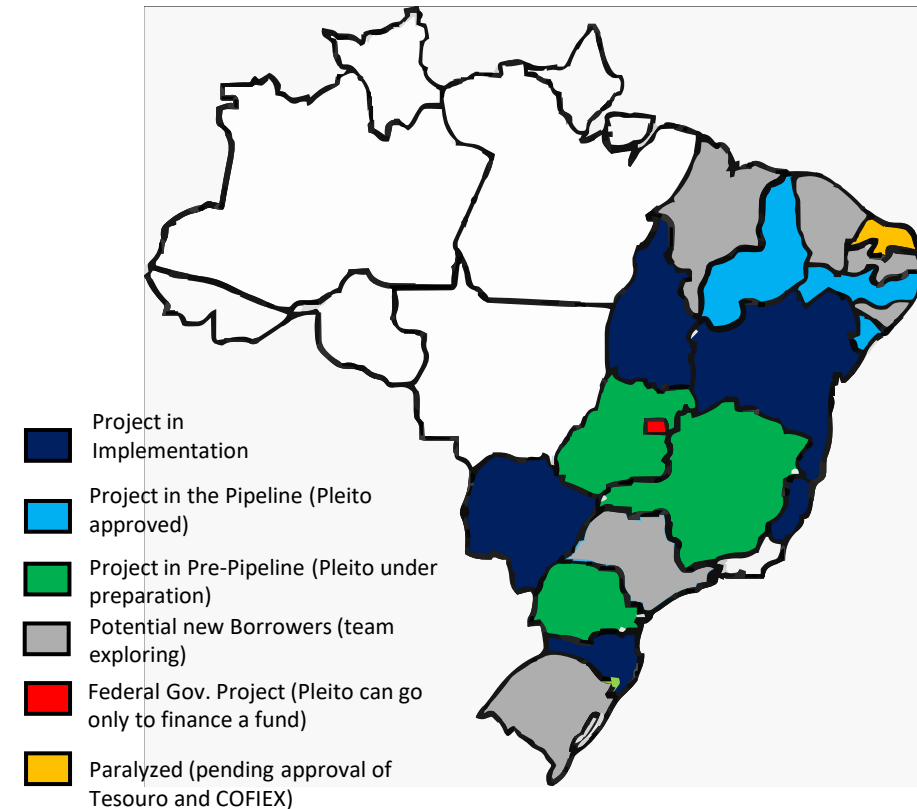 Project in
Implementation
Project in the Pipeline (Pleito
approved)
Project in Pre-Pipeline (Pleito under
preparation)
Potential new Borrowers (team
exploring)
Federal Gov. Project (Pleito can go
only to finance a fund)
Paralyzed (pending approval of
Tesouro and COFIEX)